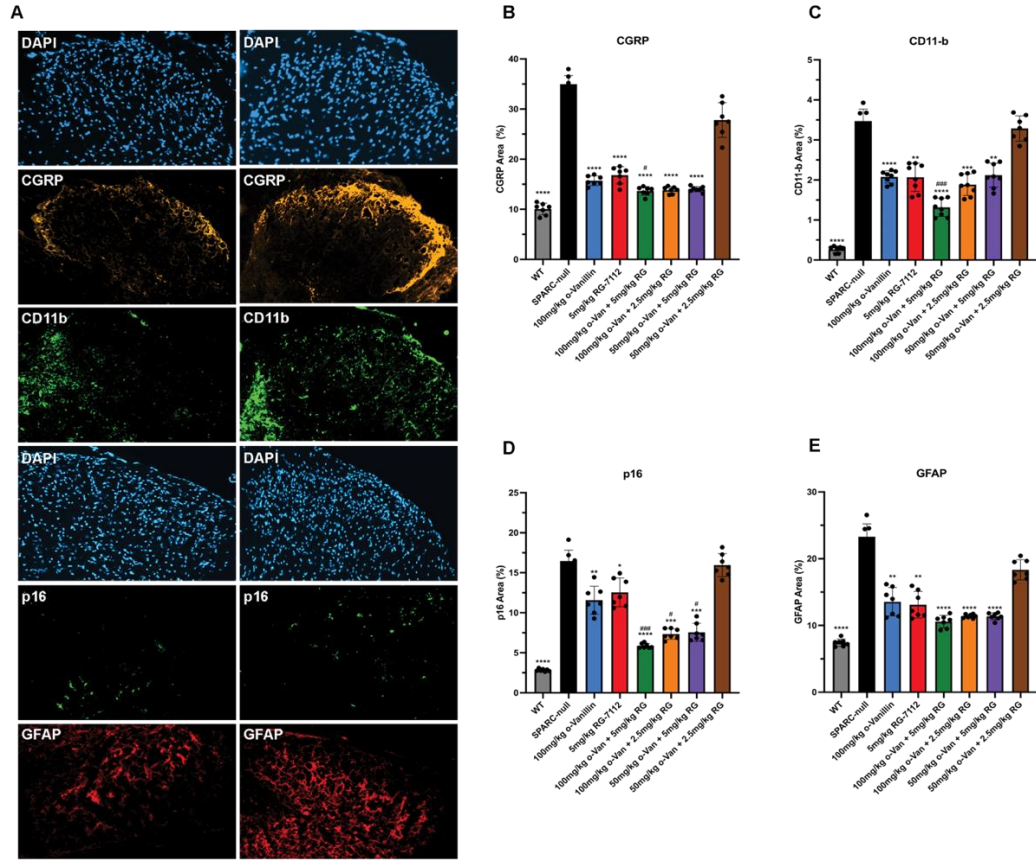 A
DAPI
DAPI
CGRP
CGRP
CD11b
CD11b
DAPI
DAPI
p16
p16
GFAP
GFAP
B
CGRP
CGRP Area (%)
40
30
20
10
0
****
****
****
#
****
****
****
WT
SPARC-null
100mg/kg o-Vanillin
5mg/kg RG-7112
100mg/kg o-Van + 5mg/kg RG
100mg/kg o-Van + 2.5mg/kg RG
50mg/kg o-Van + 5mg/kg RG
50mg/kg o-Van + 2.5mg/kg RG
C
CD11-b
CD11-b Area (%)
5
4
3
2
1
0
****
****
**
###
****
***
**
WT
SPARC-null
100mg/kg o-Vanillin
5mg/kg RG-7112
100mg/kg o-Van + 5mg/kg RG
100mg/kg o-Van + 2.5mg/kg RG
50mg/kg o-Van + 5mg/kg RG
50mg/kg o-Van + 2.5mg/kg RG
D
p16
p16 Area (%)
25
20
15
10
5
0
****
**
*
###
****
#
***
#
***
WT
SPARC-null
100mg/kg o-Vanillin
5mg/kg RG-7112
100mg/kg o-Van + 5mg/kg RG
100mg/kg o-Van + 2.5mg/kg RG
50mg/kg o-Van + 5mg/kg RG
50mg/kg o-Van + 2.5mg/kg RG
E
GFAP
GFAP Area (%)
30
20
10
0
****
**
**
****
****
****
WT
SPARC-null
100mg/kg o-Vanillin
5mg/kg RG-7112
100mg/kg o-Van + 5mg/kg RG
100mg/kg o-Van + 2.5mg/kg RG
50mg/kg o-Van + 5mg/kg RG
50mg/kg o-Van + 2.5mg/kg RG